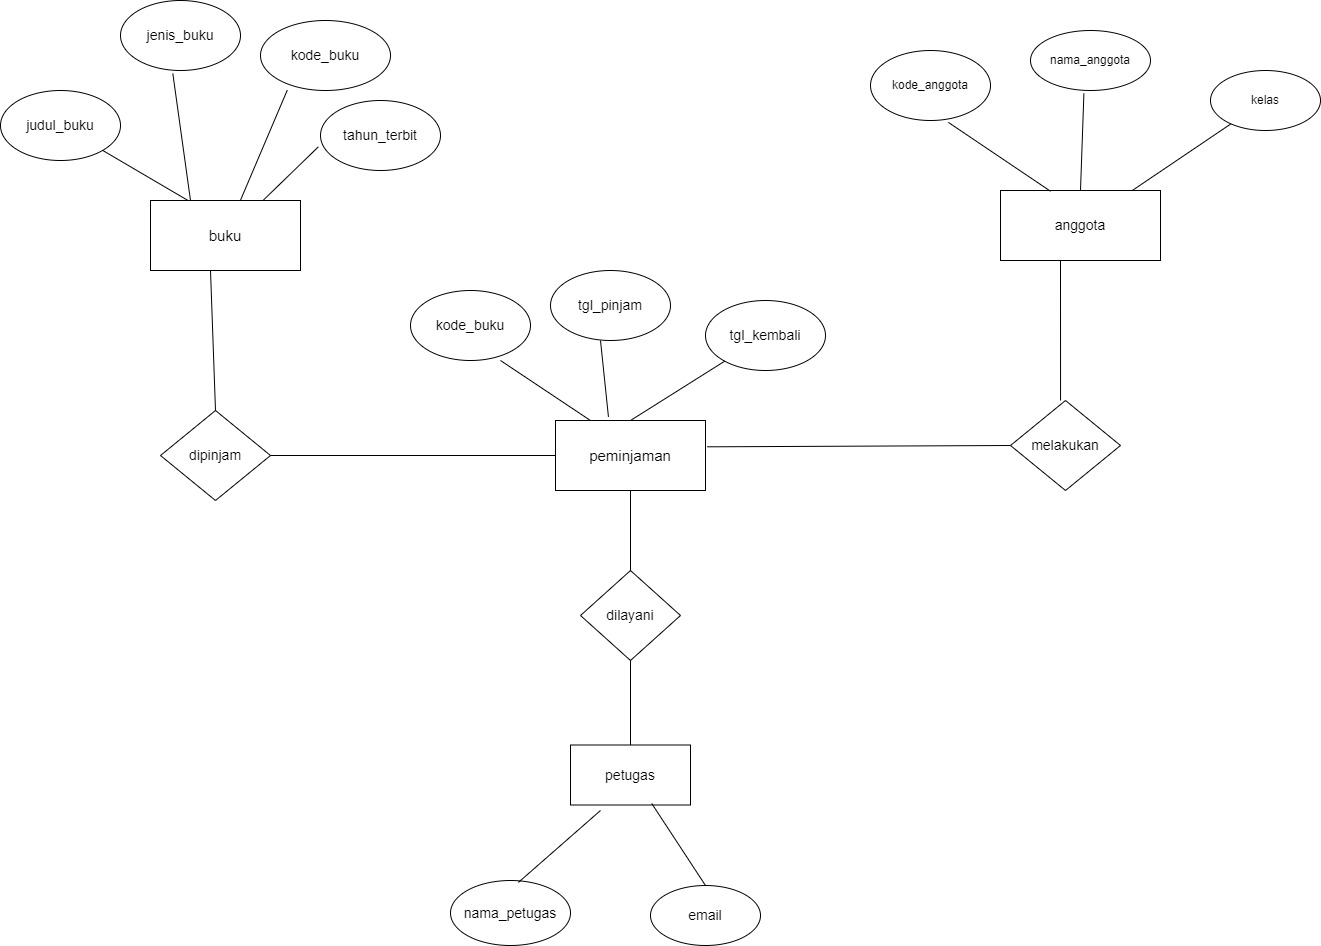 jenis_buku
kode_buku
judul_buku
tahun_terbit
buku
kode_anggota
nama_anggota
kelas
anggota
kode_buku
tgl_pinjam
tgl_kembali
dipinjam
peminjaman
melakukan
dilayani
petugas
nama_petugas
email